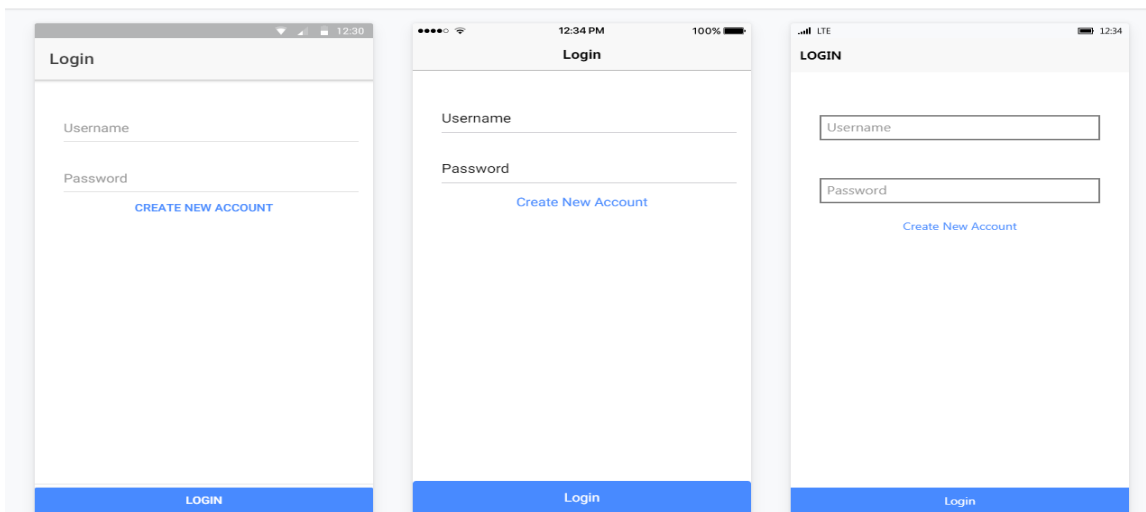 12:30
Login
Username
Password
CREATE NEW ACCOUNT
LOGIN
12:34 PM
100%
Login
Username
Password
Create New Account
Login
LTE
12:34
LOGIN
Username
Password
Create New Account
Login